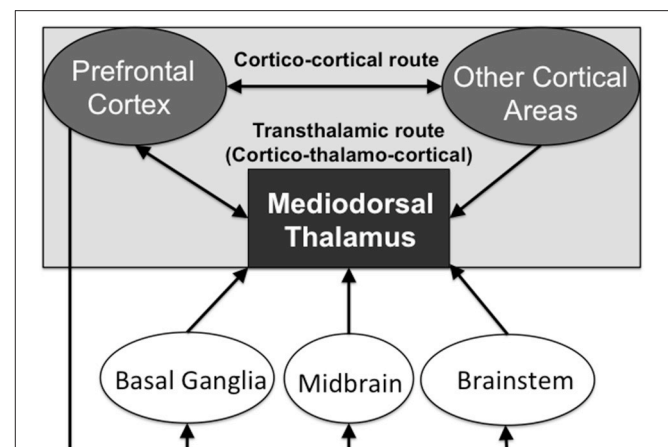 Prefrontal
Cortex
Cortico-cortical route
Other Cortical
Areas
Transthalamic route
(Cortico-thalamo-cortical)
Mediodorsal
Thalamus
Basal Ganglia
Midbrain
Brainstem